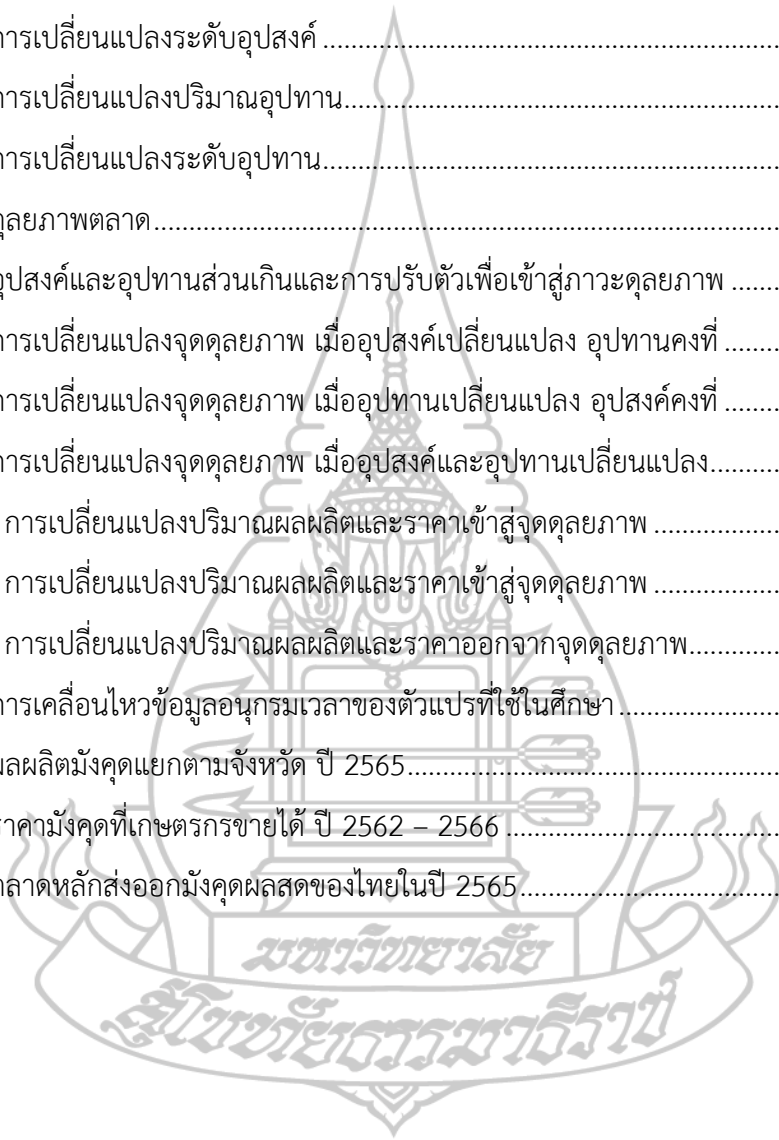 การเปลี่ยนแปลงระดับอุปสงค์ ........................................................................
การเปลี่ยนแปลงปริมาณอุปทาน........................................................................
การเปลี่ยนแปลงระดับอุปทาน........................................................................
ดุลยภาพตลาด........................................................................
อุปสงค์และอุปทานส่วนเกินและการปรับตัวเพื่อเข้าสู่ภาวะดุลยภาพ .......
การเปลี่ยนแปลงจุดดุลยภาพ เมื่ออุปสงค์เปลี่ยนแปลง อุปทานคงที่ ........
การเปลี่ยนแปลงจุดดุลยภาพ เมื่ออุปทานเปลี่ยนแปลง อุปสงค์คงที่ ........
การเปลี่ยนแปลงจุดดุลยภาพ เมื่ออุปสงค์และอุปทานเปลี่ยนแปลง..........
การเปลี่ยนแปลงปริมาณผลผลิตและราคาเข้าสู่จุดดุลยภาพ ..................
การเปลี่ยนแปลงปริมาณผลผลิตและราคาเข้าสู่จุดดุลยภาพ ..................
การเปลี่ยนแปลงปริมาณผลผลิตและราคาออกจากจุดดุลยภาพ.............
การเคลื่อนไหวข้อมูลอนุกรมเวลาของตัวแปรที่ใช้ในศึกษา .......................
ผลผลิตมังคุดแยกตามจังหวัด ปี 2565.....................................................
ราคามังคุดที่เกษตรกรขายได้ ปี 2562 – 2566 .......................................
ตลาดหลักส่งออกมังคุดผลสดของไทยในปี 2565.....................................
มหาวิทยาลัย
สุโขทัยธรรมาธิราช